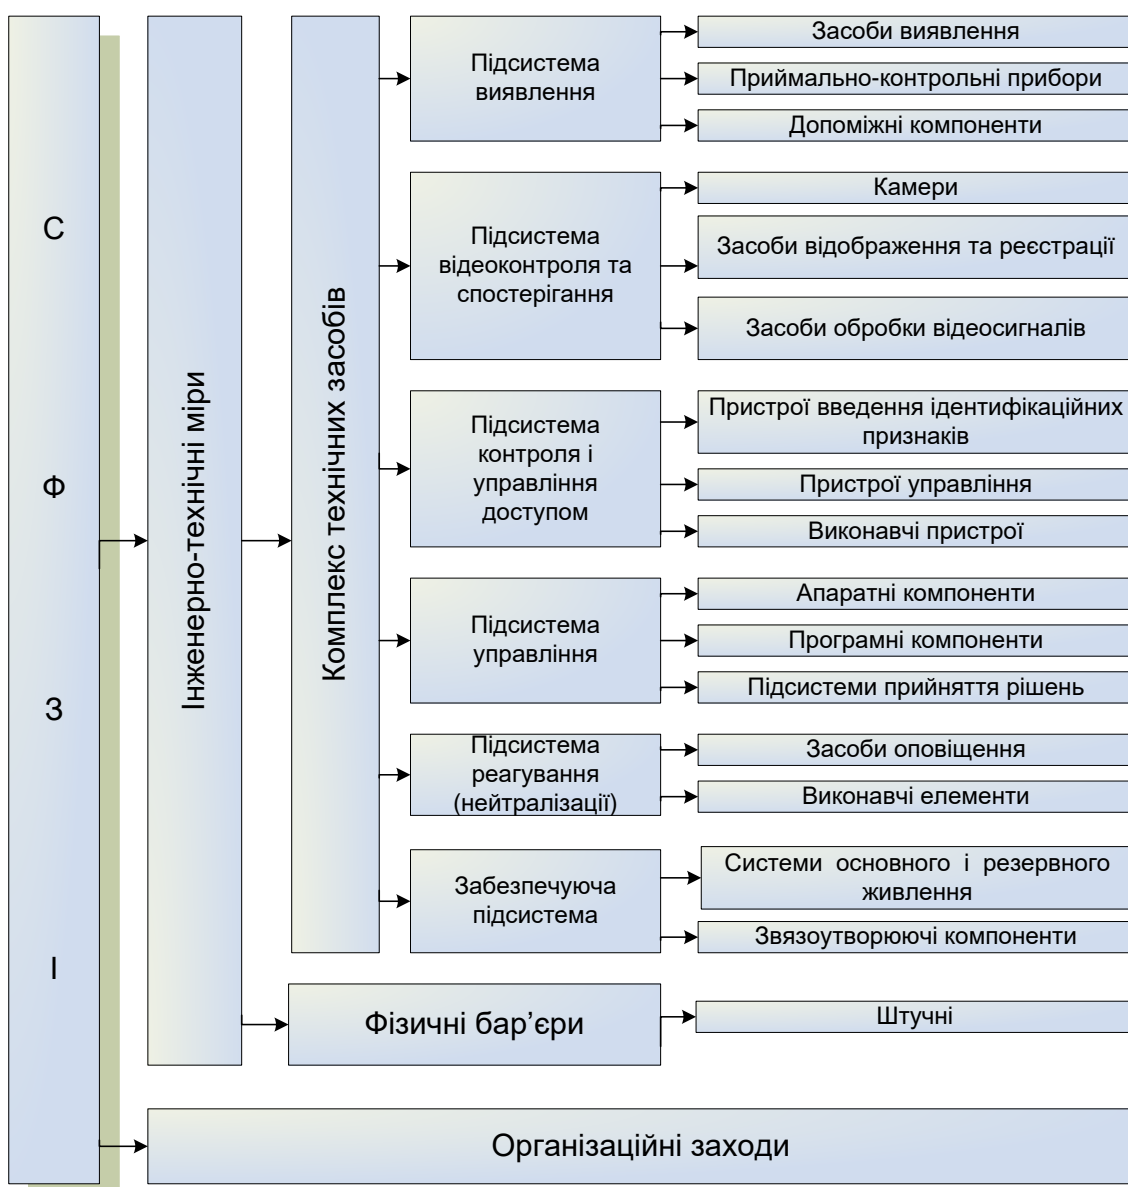 С
Ф
З
І
Інженерно-технічні міри
Комплекс технічних засобів
Підсистема
виявлення
Засоби виявлення
Приймально-контрольні прибори
Допоміжні компоненти
Підсистема
відеоконтроля та
спостерігання
Камери
Засоби відображення та реєстрації
Засоби обробки відеосигналів
Підсистема
контроля і
управління
доступом
Пристрої введення ідентифікаційних
признаків
Пристрої управління
Виконавчі пристрої
Підсистема
управління
Апаратні компоненти
Програмні компоненти
Підсистеми прийняття рішень
Підсистема
реагування
(нейтралізації)
Засоби оповіщення
Виконавчі елементи
Забезпечуюча
підсистема
Системи основного і резервного
живлення
Звязоутворюючі компоненти
Фізичні бар’єри
Штучні
Організаційні заходи